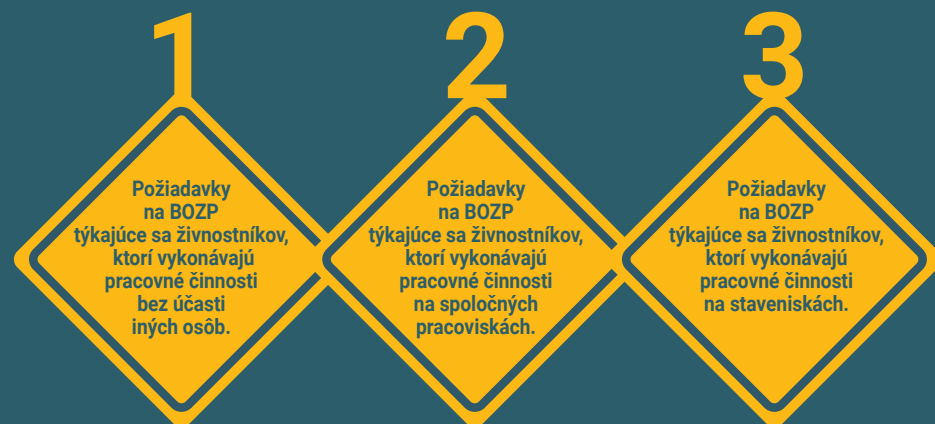 1
Požiadavky
na BOZP
týkajúce sa živnostníkov,
ktorí vykonávajú
pracovné činnosti
bez účasti
iných osôb.
2
Požiadavky
na BOZP
týkajúce sa živnostníkov,
ktorí vykonávajú
pracovné činnosti
na spoločných
pracoviskách.
3
Požiadavky
na BOZP
týkajúce sa živnostníkov,
ktorí vykonávajú
pracovné činnosti
na staveniskách.